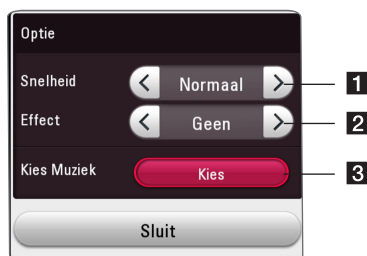 Optie
Snelheid Normaal 1
Effect Geen 2
Kies Muziek Kies 3
Sluit